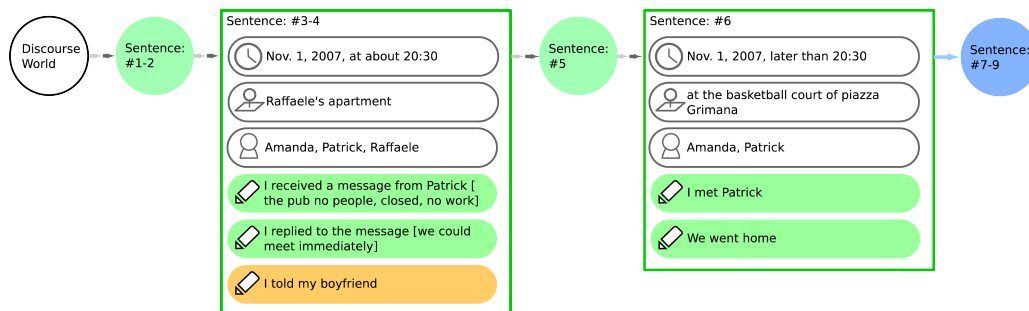 Discourse
World
Sentence:
#1-2
Sentence: #3-4
Nov. 1, 2007, at about 20:30
Raffaele's apartment
Amanda, Patrick, Raffaele
I received a message from Patrick [
the pub no people, closed, no work]
I replied to the message [we could
meet immediately]
I told my boyfriend
Sentence:
#5
Sentence: #6
Nov. 1, 2007, later than 20:30
at the basketball court of piazza
Grimana
Amanda, Patrick
I met Patrick
We went home
Sentence:
#7-9